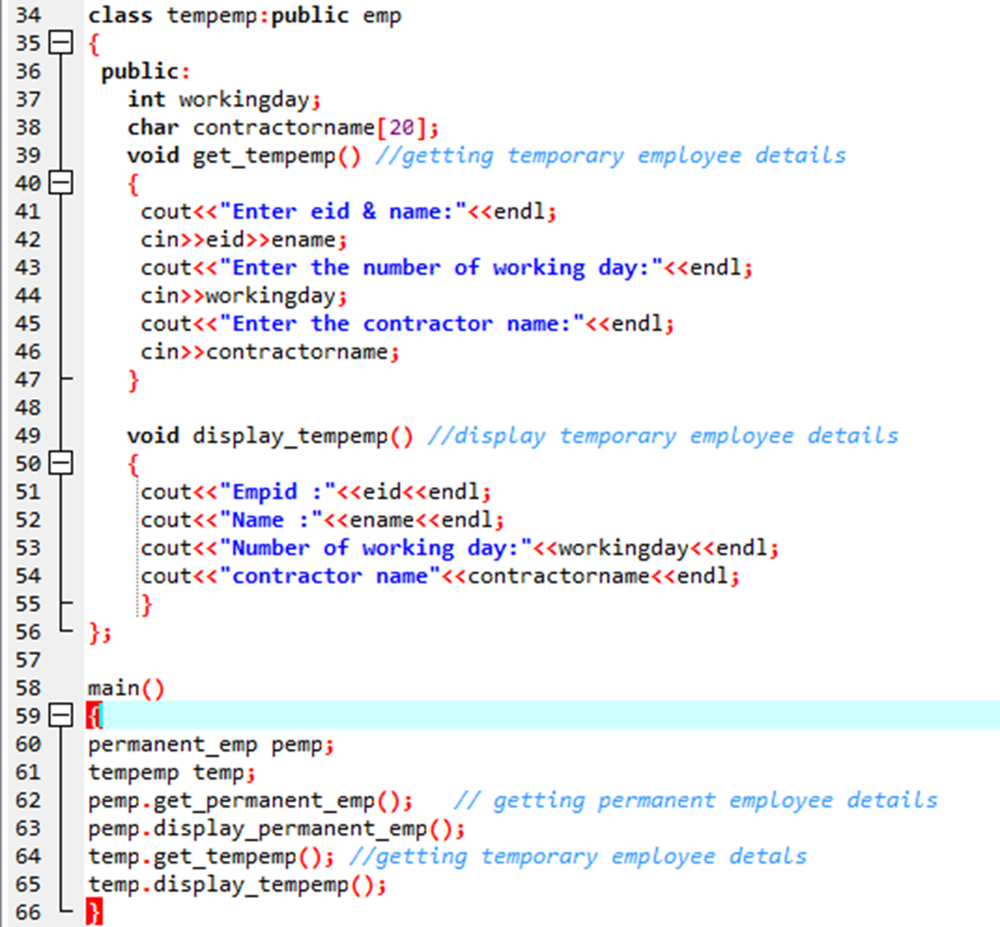 34 class tempemp:public emp
35 {
36 public:
37 int workingday;
38 char contractorname[20];
39 void get_tempemp() //getting temporary employee details
40 {
41 cout<<"Enter eid & name:"<<endl;
42 cin>>eid>>ename;
43 cout<<"Enter the number of working day:"<<endl;
44 cin>>workingday;
45 cout<<"Enter the contractor name:"<<endl;
46 cin>>contractorname;
47 }
48
49 void display_tempemp() //display temporary employee details
50 {
51 cout<<"Empid :"<<eid<<endl;
52 cout<<"Name :"<<ename<<endl;
53 cout<<"Number of working day:"<<workingday<<endl;
54 cout<<"contractor name"<<contractorname<<endl;
55 }
56 };
57
58 main()
59 {
60 permanent_emp pemp;
61 tempemp temp;
62 pemp.get_permanent_emp(); // getting permanent employee details
63 pemp.display_permanent_emp();
64 temp.get_tempemp(); //getting temporary employee detals
65 temp.display_tempemp();
66 }